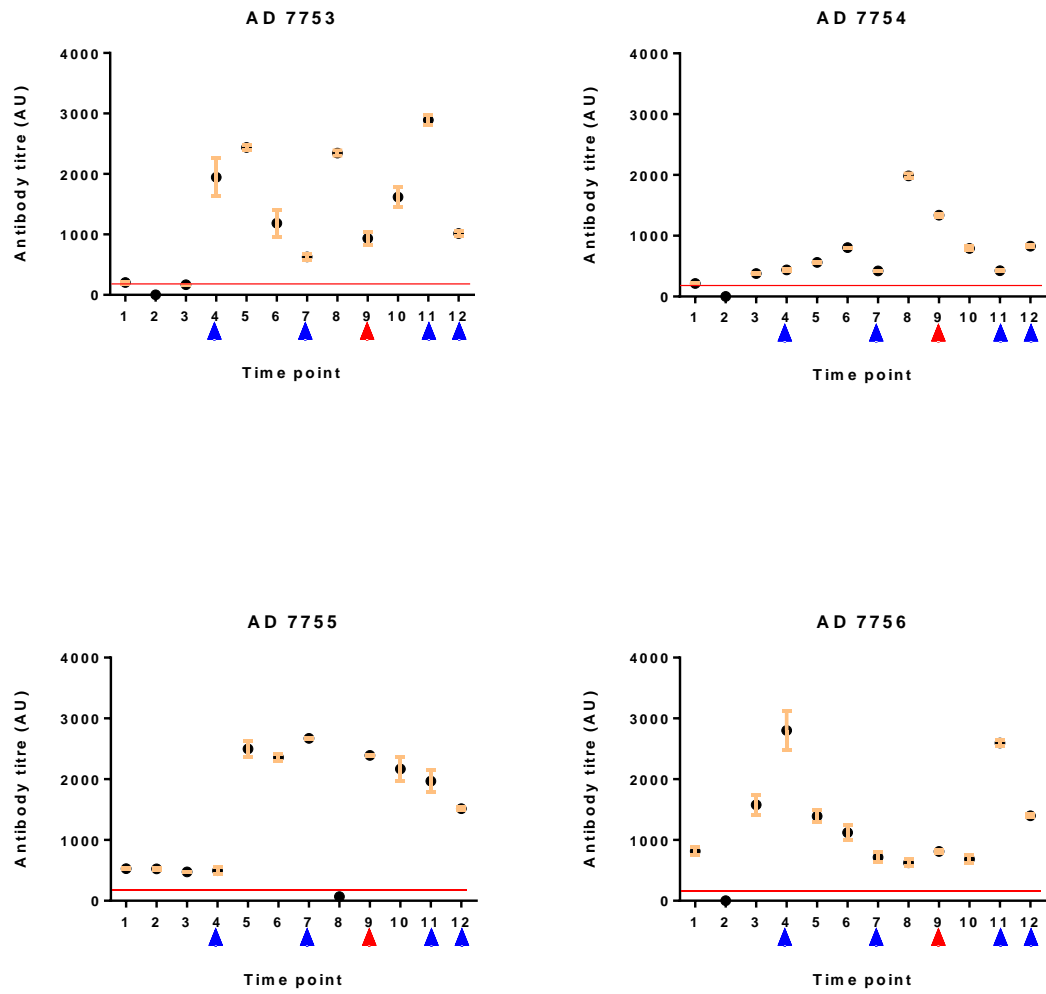 AD 7753
Antibody titre (AU)
4000
3000
2000
1000
0
1 2 3 4 5 6 7 8 9 10 11 12
Time point
AD 7754
Antibody titre (AU)
4000
3000
2000
1000
0
1 2 3 4 5 6 7 8 9 10 11 12
Time point
AD 7755
Antibody titre (AU)
4000
3000
2000
1000
0
1 2 3 4 5 6 7 8 9 10 11 12
Time point
AD 7756
Antibody titre (AU)
4000
3000
2000
1000
0
1 2 3 4 5 6 7 8 9 10 11 12
Time point